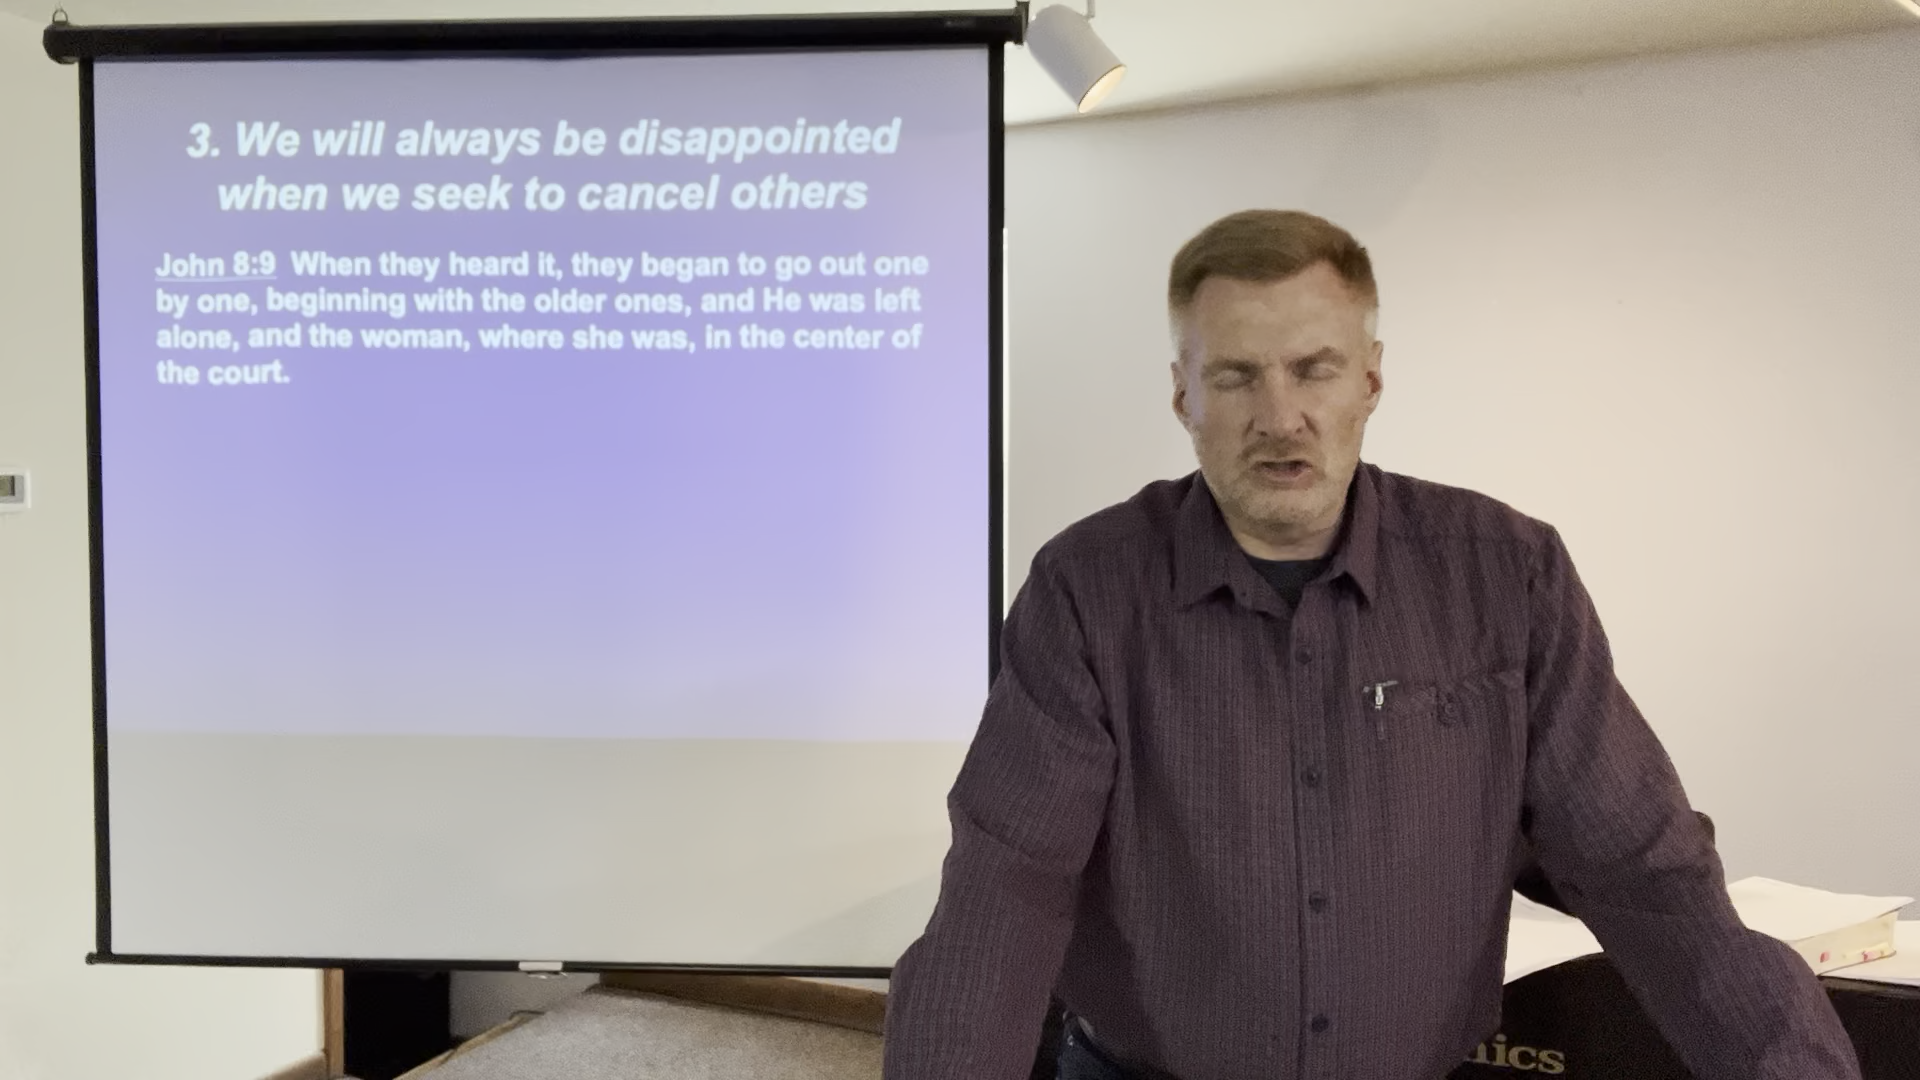 3. We will always be disappointed
when we seek to cancel others
John 8:9 When they heard it, they began to go out one
by one, beginning with the older ones, and He was left
alone, and the woman, where she was, in the center of
the court.